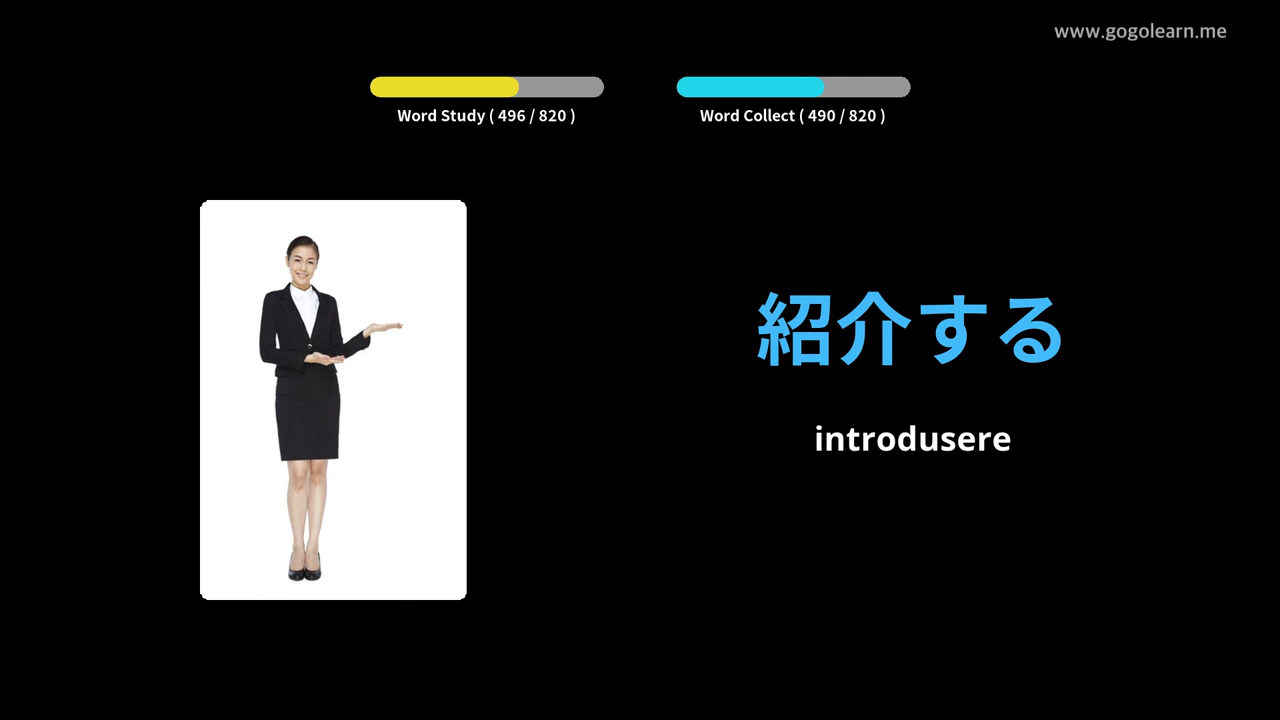 www.gogolearn.me
Word Study ( 496 / 820 )
Word Collect ( 490 / 820 )
紹介する
introdusere